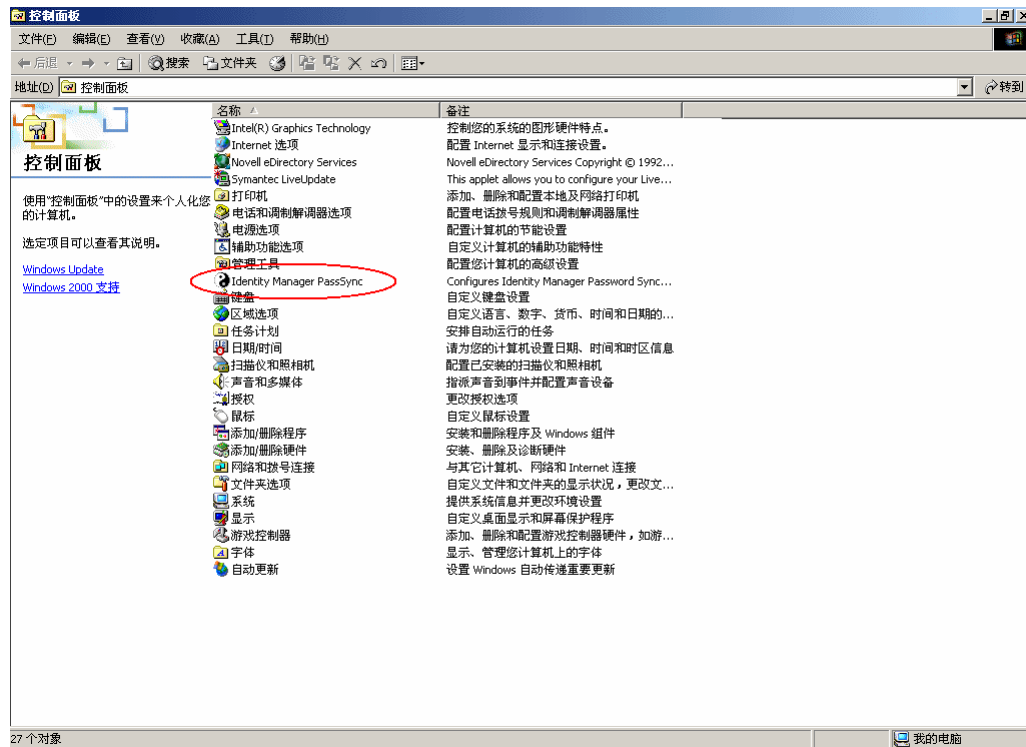 控制面板
文件(F) 编辑(E) 查看(V) 收藏(A) 工具(T) 帮助(H)
后退 搜索 文件夹
地址(D) 控制面板 转到
控制面板
使用"控制面板"中的设置来个人化您
的计算机。
选定项目可以查看其说明。
Windows Update
Windows 2000 支持
名称 备注
Intel(R) Graphics Technology 控制您的系统的图形硬件特点。
Internet 选项 配置 Internet 显示和连接设置。
Novell eDirectory Services Novell eDirectory Services Copyright © 1992...
Symantec LiveUpdate This applet allows you to configure your Live...
打印机 添加、删除和配置本地及网络打印机
电话和调制解调器选项 配置电话拨号规则和调制解调器属性
电源选项 配置计算机的节能设置
辅助功能选项 自定义计算机的辅助功能特性
管理工具 配置您计算机的高级设置
Identity Manager PassSync Configures Identity Manager Password Sync...
键盘 自定义键盘设置
区域选项 自定义语言、数字、货币、时间和日期的...
任务计划 安排自动运行的任务
日期/时间 请为您的计算机设置日期、时间和时区信息
扫描仪和照相机 配置已安装的扫描仪和照相机
声音和多媒体 指派声音到事件并配置声音设备
授权 更改授权选项
鼠标 自定义鼠标设置
添加/删除程序 安装和删除程序及 Windows 组件
添加/删除硬件 安装、删除及诊断硬件
网络和拨号连接 与其它计算机、网络和 Internet 连接
文件夹选项 自定义文件和文件夹的显示状况，更改文...
系统 提供系统信息并更改环境设置
显示 自定义桌面显示和屏幕保护程序
游戏控制器 添加、删除和配置游戏控制器硬件，如游...
字体 显示、管理您计算机上的字体
自动更新 设置 Windows 自动传递重要更新
27 个对象 我的电脑